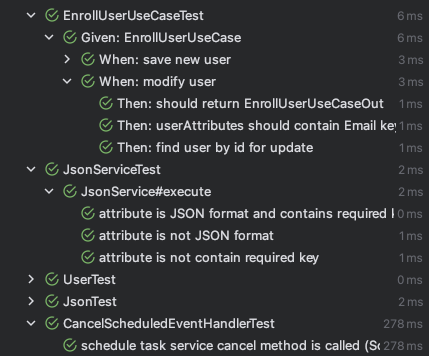 EnrollUserUseCaseTest 6 ms
Given: EnrollUserUseCase 6 ms
When: save new user 3 ms
When: modify user 3 ms
Then: should return EnrollUserUseCaseOut 1 ms
Then: userAttributes should contain Email key 1 ms
Then: find user by id for update 1 ms
JsonServiceTest 2 ms
JsonService#execute 2 ms
attribute is JSON format and contains required 0 ms
attribute is not JSON format 1 ms
attribute is not contain required key 1 ms
UserTest 0 ms
JsonTest 2 ms
CancelScheduledEventHandlerTest 278 ms
schedule task service cancel method is called (Sc 278 ms